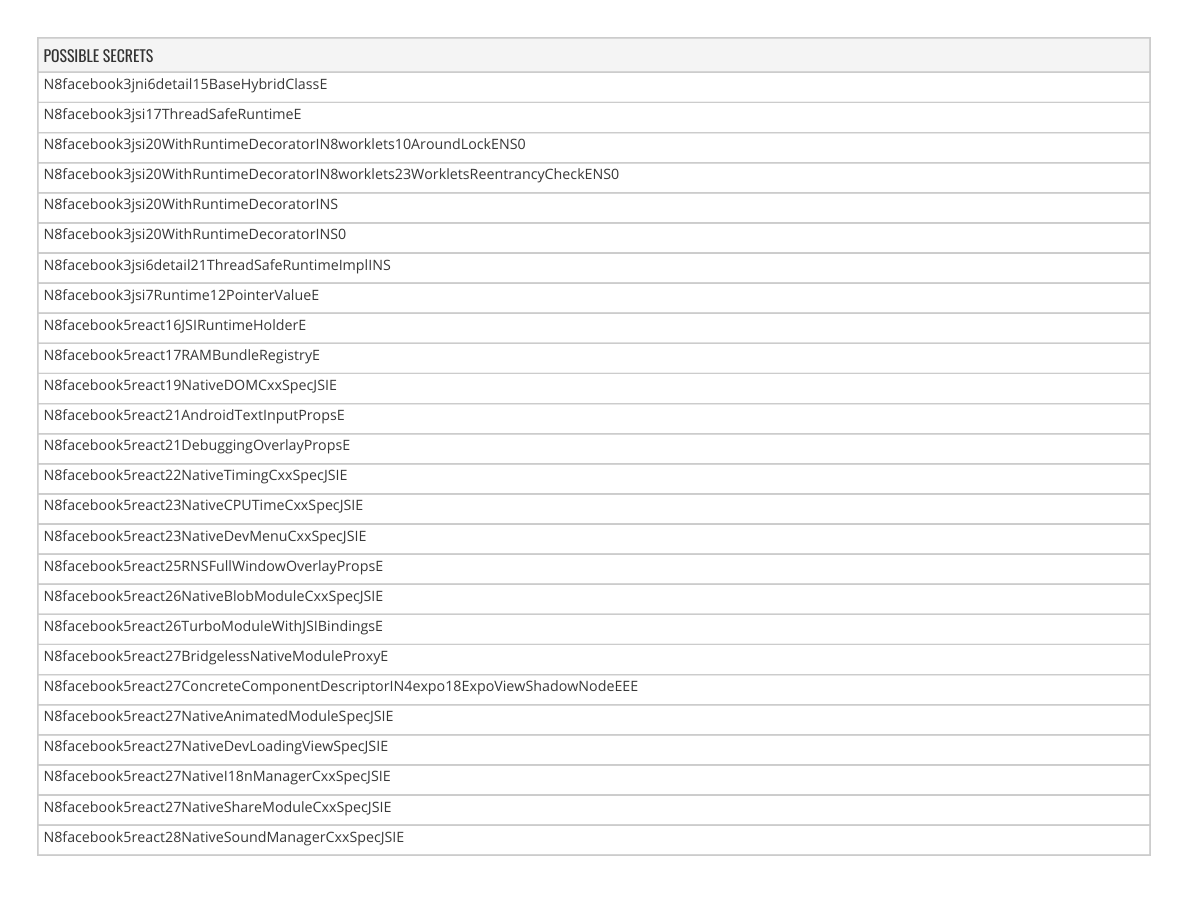 POSSIBLE SECRETS
N8facebook3jni6detail15BaseHybridClassE
N8facebook3jsi17ThreadSafeRuntimeE
N8facebook3jsi20WithRuntimeDecoratorIN8worklets10AroundLockENS0
N8facebook3jsi20WithRuntimeDecoratorIN8worklets23WorkletsReentrancyCheckENS0
N8facebook3jsi20WithRuntimeDecoratorINS
N8facebook3jsi20WithRuntimeDecoratorINS0
N8facebook3jsi6detail21ThreadSafeRuntimeImplINS
N8facebook3jsi7Runtime12PointerValueE
N8facebook5react16JSIRuntimeHolderE
N8facebook5react17RAMBundleRegistryE
N8facebook5react19NativeDOMCxxSpecJSIE
N8facebook5react21AndroidTextInputPropsE
N8facebook5react21DebuggingOverlayPropsE
N8facebook5react22NativeTimingCxxSpecJSIE
N8facebook5react23NativeCPUTimeCxxSpecJSIE
N8facebook5react23NativeDevMenuCxxSpecJSIE
N8facebook5react25RNSFullWindowOverlayPropsE
N8facebook5react26NativeBlobModuleCxxSpecJSIE
N8facebook5react26TurboModuleWithJSIBindingsE
N8facebook5react27BridgelessNativeModuleProxyE
N8facebook5react27ConcreteComponentDescriptorIN4expo18ExpoViewShadowNodeEEE
N8facebook5react27NativeAnimatedModuleSpecJSIE
N8facebook5react27NativeDevLoadingViewSpecJSIE
N8facebook5react27NativeI18nManagerCxxSpecJSIE
N8facebook5react27NativeShareModuleCxxSpecJSIE
N8facebook5react28NativeSoundManagerCxxSpecJSIE